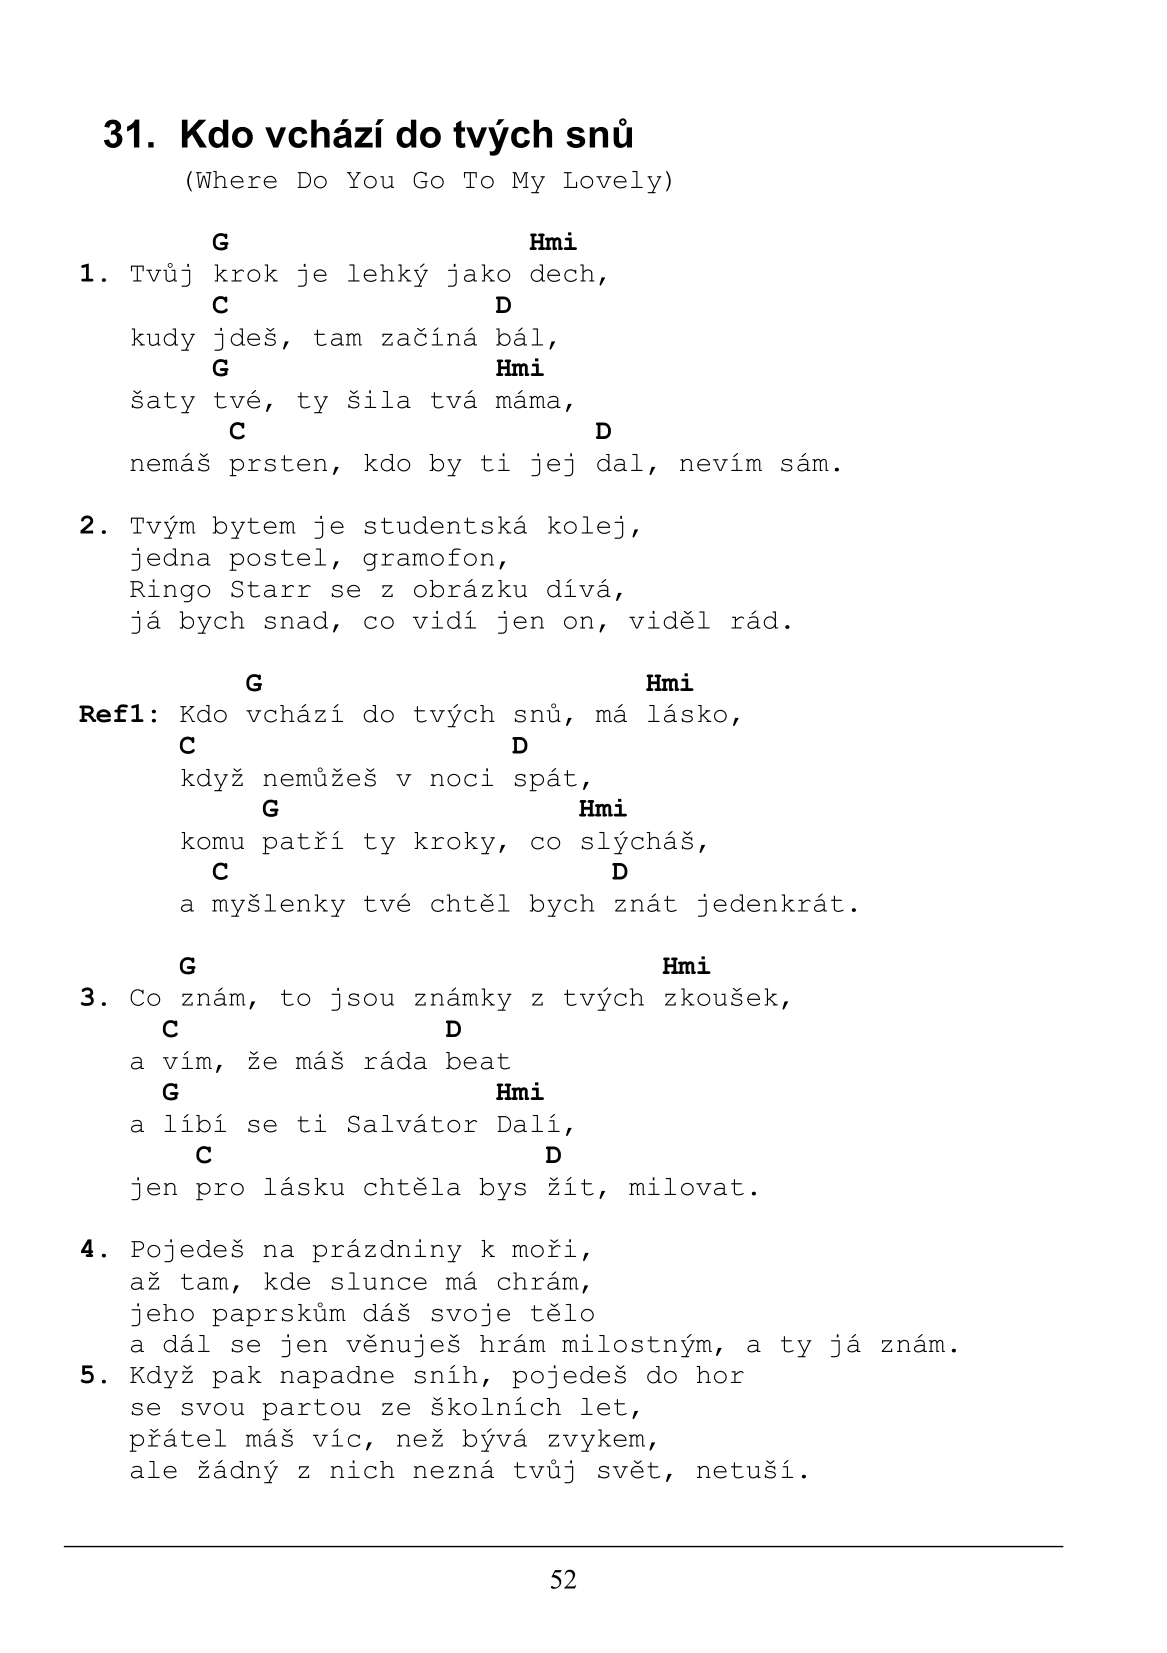 31. Kdo vchází do tvých snů
(Where Do You Go To My Lovely)
G Hmi
1. Tvůj krok je lehký jako dech,
C D
kudy jdeš, tam začíná bál,
G Hmi
šaty tvé, ty šila tvá máma,
C D
nemáš prsten, kdo by ti jej dal, nevím sám.
2. Tvým bytem je studentská kolej,
jedna postel, gramofon,
Ringo Starr se z obrázku dívá,
já bych snad, co vidí jen on, viděl rád.
G Hmi
Ref1: Kdo vchází do tvých snů, má lásko,
C D
když nemůžeš v noci spát,
G Hmi
komu patří ty kroky, co slýcháš,
C D
a myšlenky tvé chtěl bych znát jedenkrát.
G Hmi
3. Co znám, to jsou známky z tvých zkoušek,
C D
a vím, že máš ráda beat
G Hmi
a líbí se ti Salvátor Dalí,
C D
jen pro lásku chtěla bys žít, milovat.
4. Pojedeš na prázdniny k moři,
až tam, kde slunce má chrám,
jeho paprskům dáš svoje tělo
a dál se jen věnuješ hrám milostným, a ty já znám.
5. Když pak napadne sníh, pojedeš do hor
se svou partou ze školních let,
přátel máš víc, než bývá zvykem,
ale žádný z nich nezná tvůj svět, netuší.
52